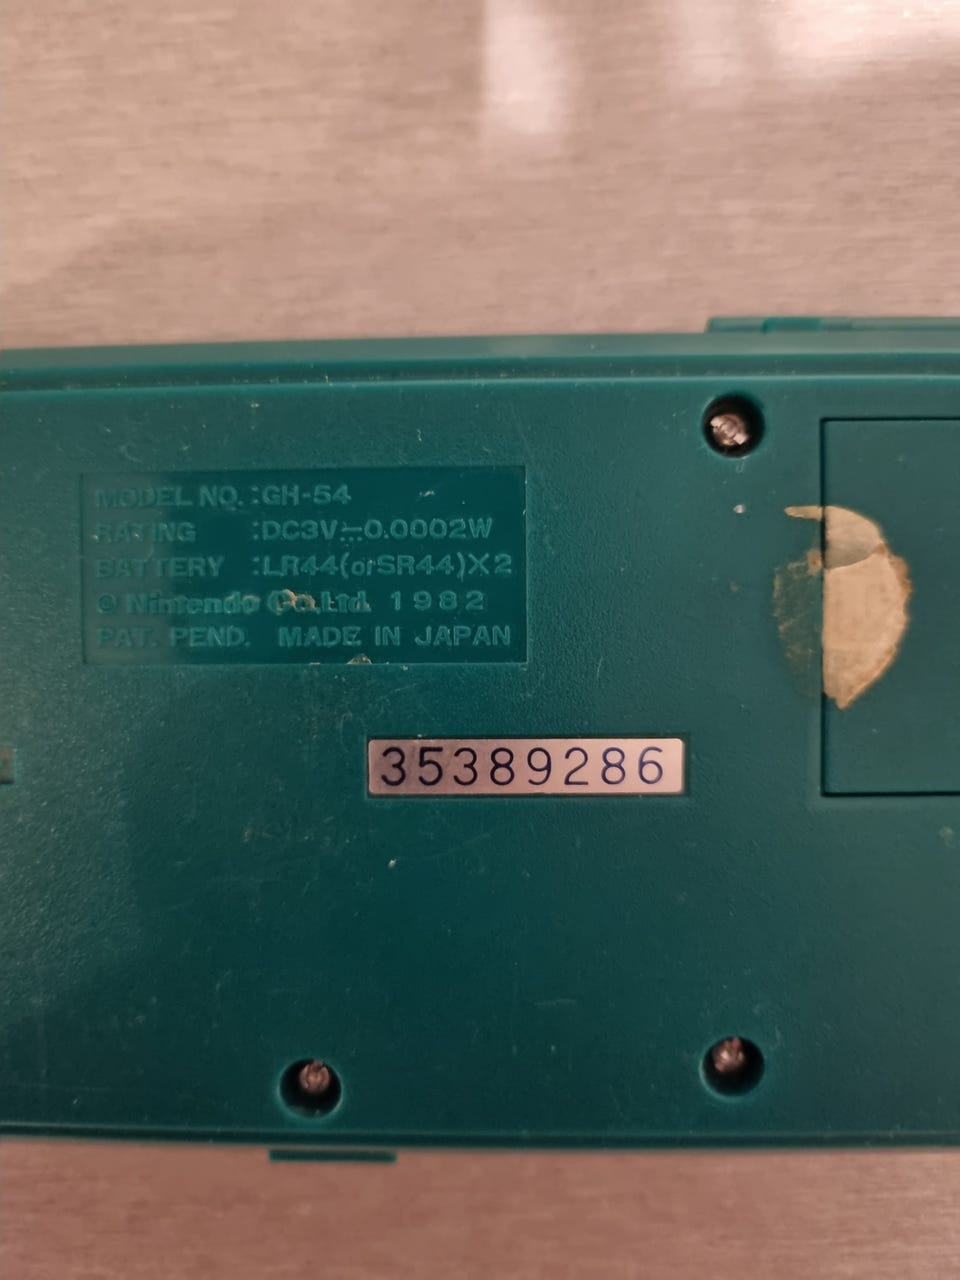 MODEL NO. :GH-54
RATING :DC3V⎓0.0002W
BATTERY :LR44(orSR44)X2
© Nintendo Co.,Ltd. 1982
PAT. PEND. MADE IN JAPAN
35389286